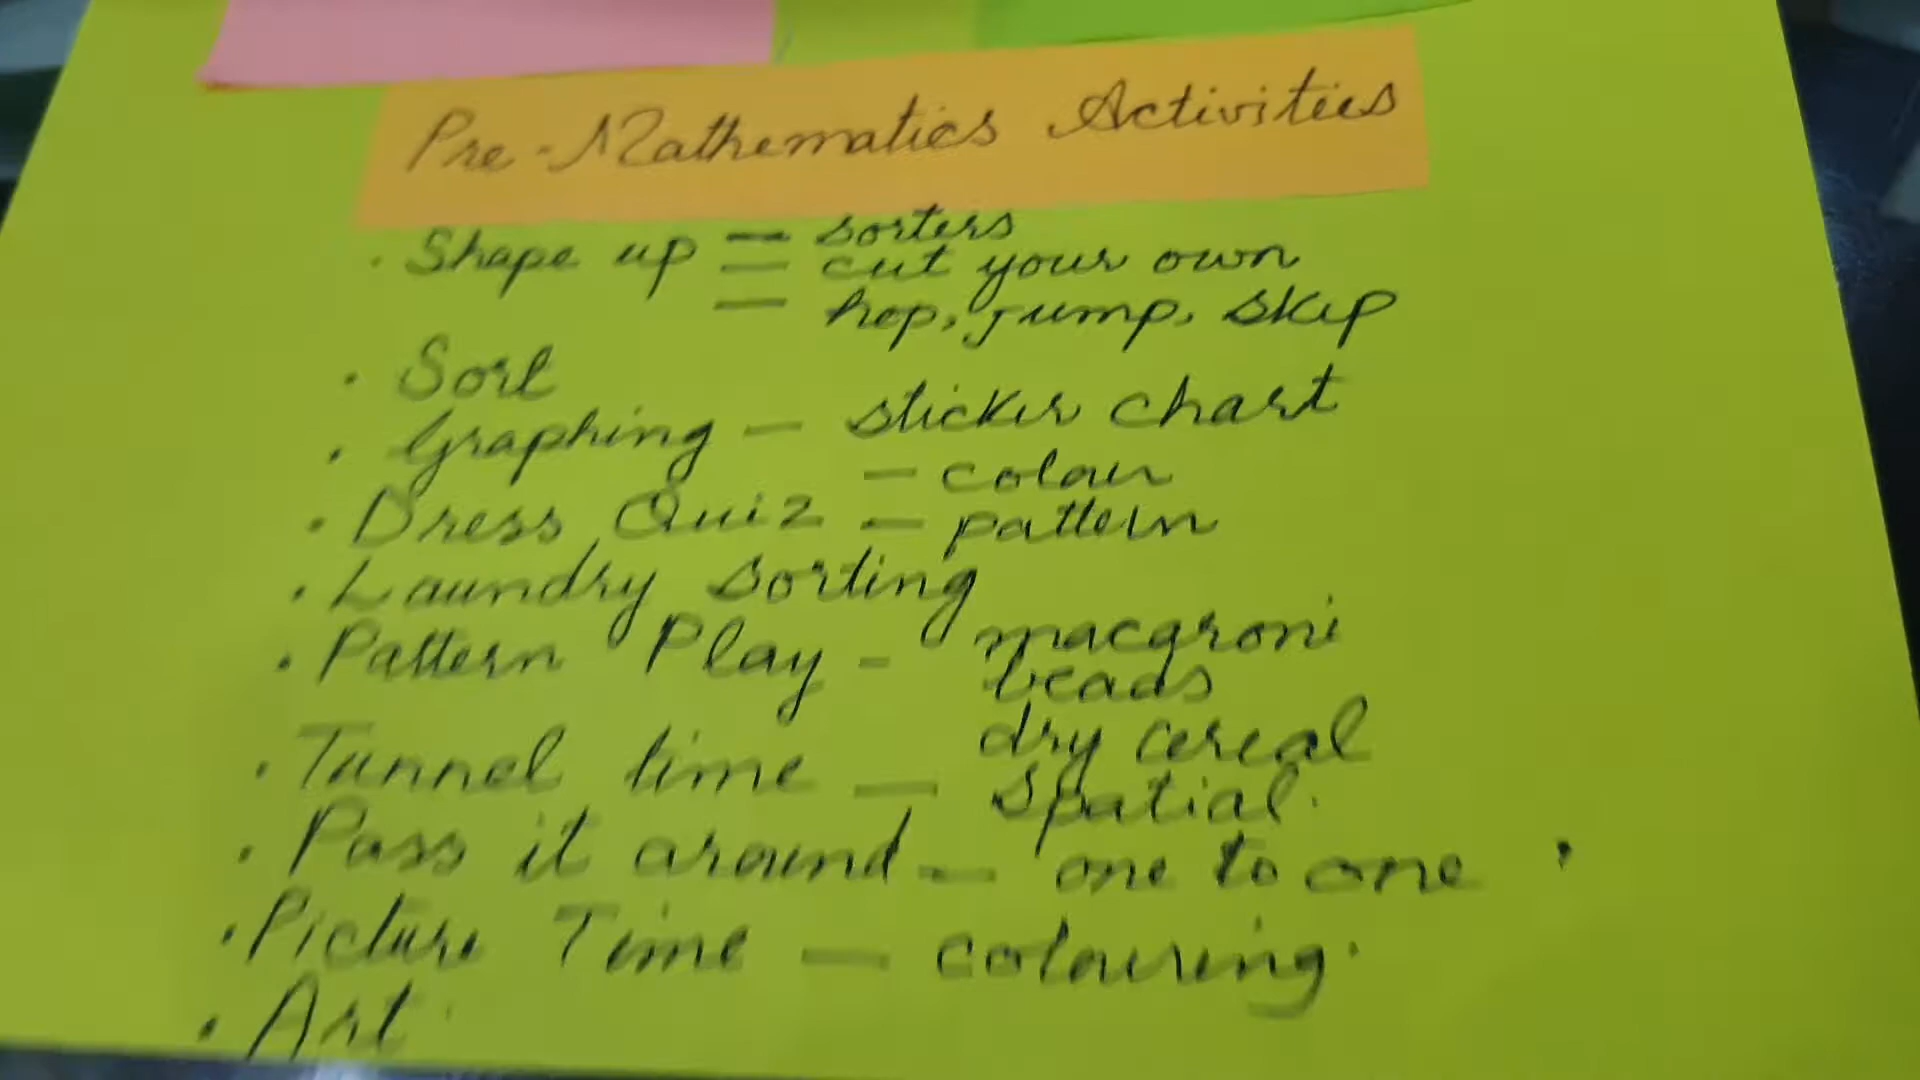 Pre-Mathematics Activities
. Shape up — sorters
— cut your own
— hop, jump, skip
. Sort
. Graphing — sticker chart
— colour
. Dress Quiz — pattern
. Laundry sorting
. Pattern Play - macaroni
beads
dry cereal
. Tunnel time — spatial.
. Pass it around — one to one .
. Picture Time — colouring.
. Art.